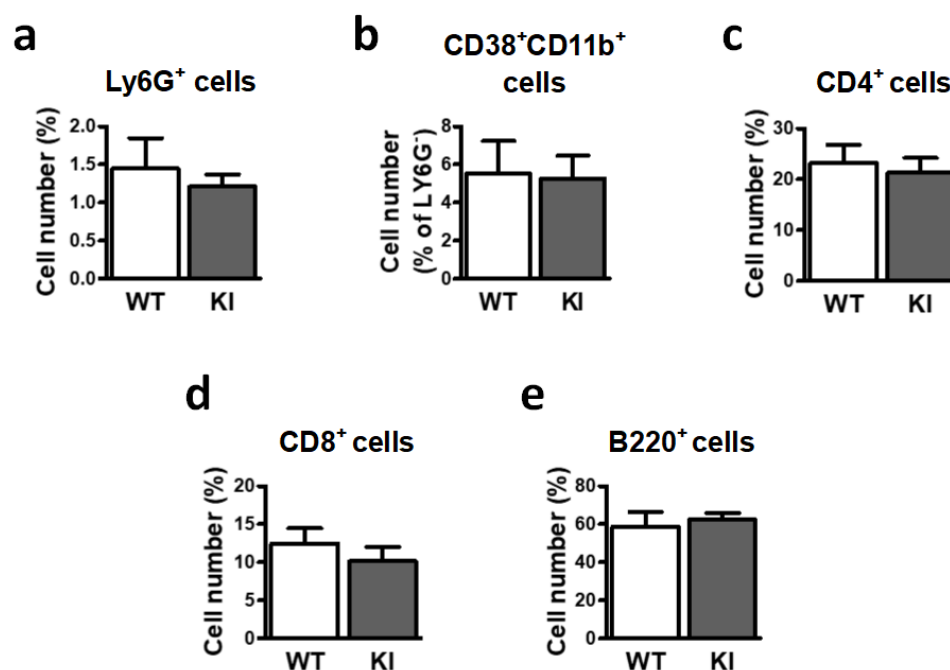 a
Ly6G⁺ cells
Cell number (%)
2.0
1.5
1.0
0.5
0.0
WT KI
b
CD38⁺CD11b⁺
cells
Cell number
(% of LY6G⁻)
8
6
4
2
0
WT KI
c
CD4⁺ cells
Cell number (%)
30
20
10
0
WT KI
d
CD8⁺ cells
Cell number (%)
20
15
10
5
0
WT KI
e
B220⁺ cells
Cell number (%)
80
60
40
20
0
WT KI